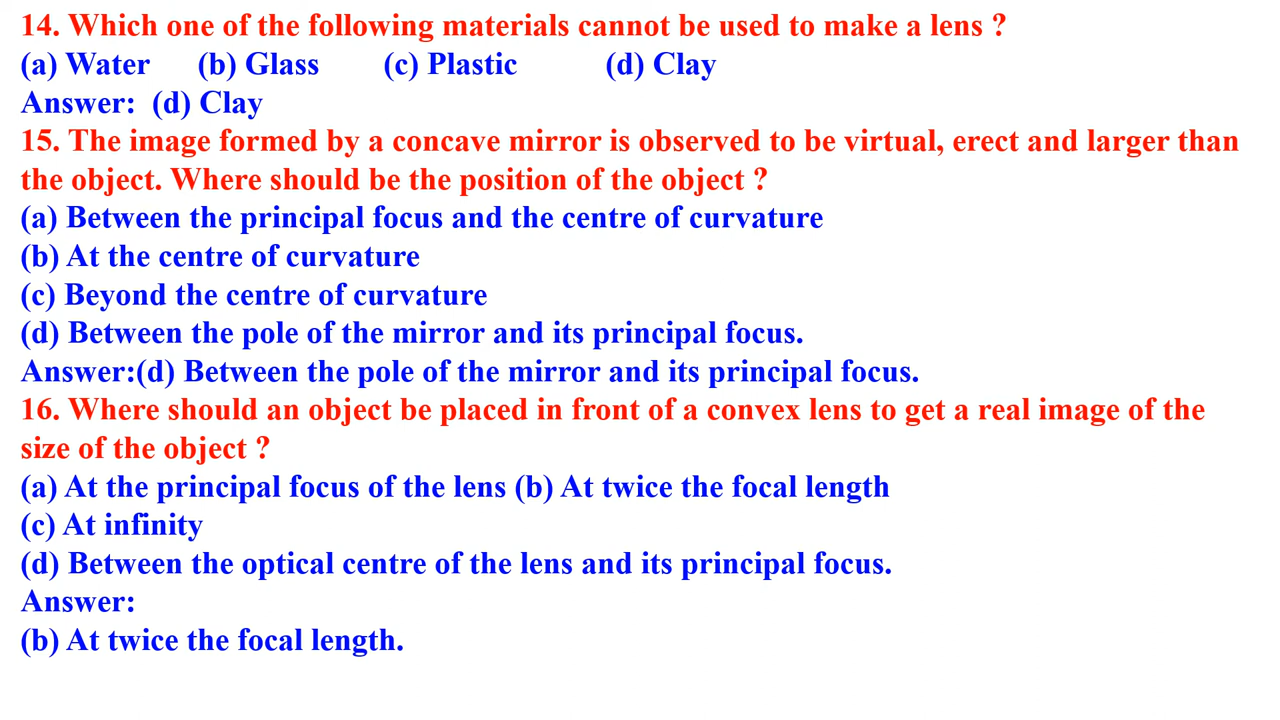 14. Which one of the following materials cannot be used to make a lens ?
(a) Water (b) Glass (c) Plastic (d) Clay
Answer: (d) Clay
15. The image formed by a concave mirror is observed to be virtual, erect and larger than
the object. Where should be the position of the object ?
(a) Between the principal focus and the centre of curvature
(b) At the centre of curvature
(c) Beyond the centre of curvature
(d) Between the pole of the mirror and its principal focus.
Answer:(d) Between the pole of the mirror and its principal focus.
16. Where should an object be placed in front of a convex lens to get a real image of the
size of the object ?
(a) At the principal focus of the lens (b) At twice the focal length
(c) At infinity
(d) Between the optical centre of the lens and its principal focus.
Answer:
(b) At twice the focal length.